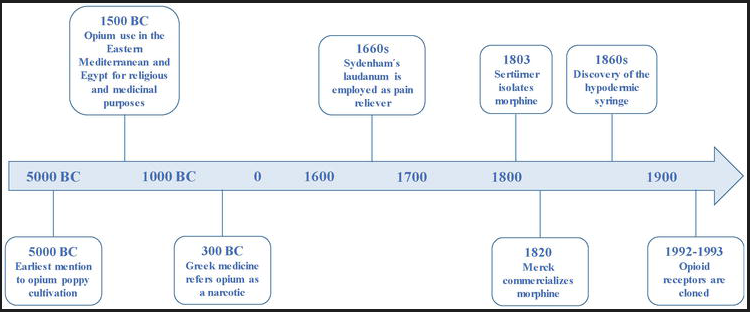 1500 BC
Opium use in the
Eastern
Mediterranean and
Egypt for religious
and medicinal
purposes
1660s
Sydenham´s
laudanum is
employed as pain
reliever
1803
Sertürner
isolates
morphine
1860s
Discovery of the
hypodermic
syringe
5000 BC 1000 BC 0 1600 1700 1800 1900
5000 BC
Earliest mention
to opium poppy
cultivation
300 BC
Greek medicine
refers opium as
a narcotic
1820
Merck
commercializes
morphine
1992-1993
Opioid
receptors are
cloned